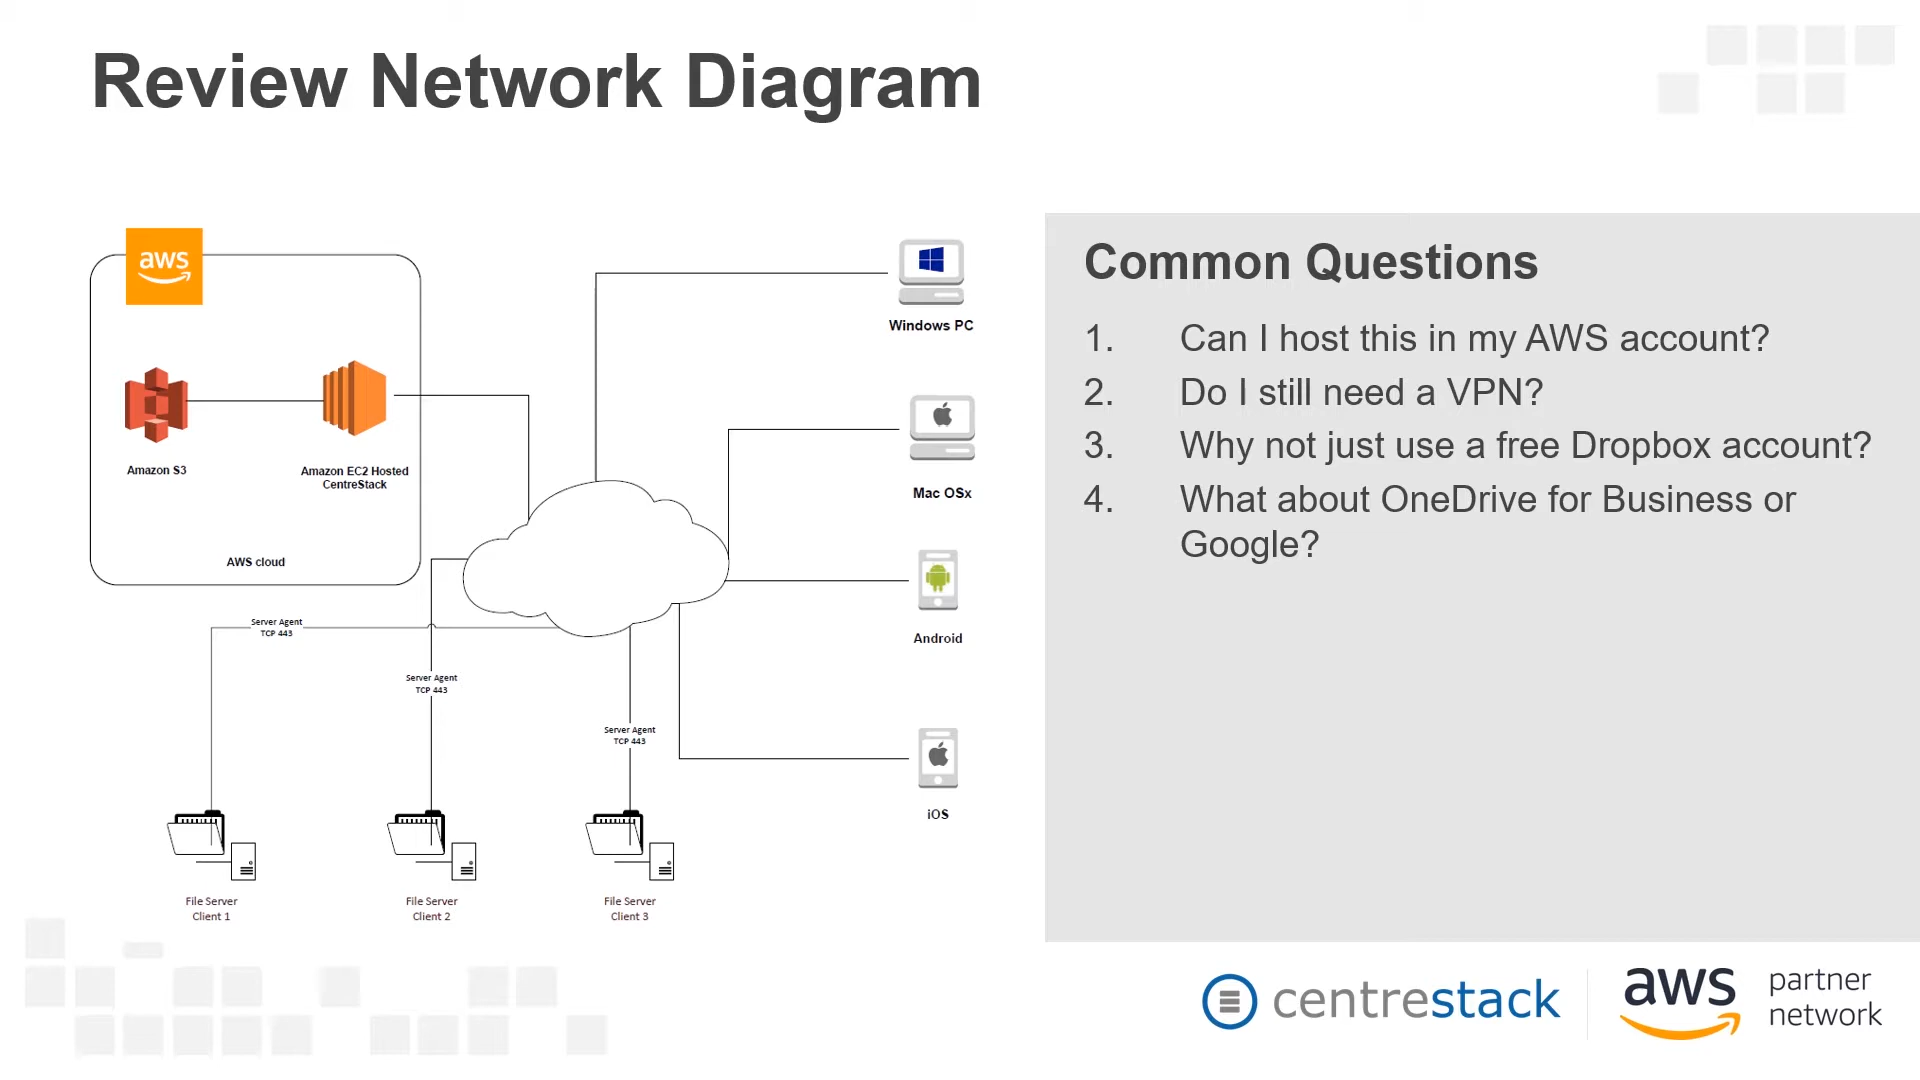 Review Network Diagram
aws
Amazon S3
Amazon EC2 Hosted
CentreStack
AWS cloud
Windows PC
Mac OSx
Android
iOS
Server Agent
TCP 443
Server Agent
TCP 443
Server Agent
TCP 443
File Server
Client 1
File Server
Client 2
File Server
Client 3
Common Questions
1. Can I host this in my AWS account?
2. Do I still need a VPN?
3. Why not just use a free Dropbox account?
4. What about OneDrive for Business or
Google?
centrestack
aws
partner
network